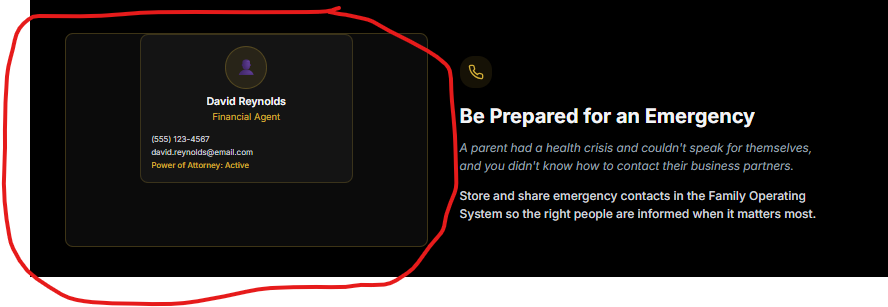 David Reynolds
Financial Agent
(555) 123-4567
david.reynolds@email.com
Power of Attorney: Active
Be Prepared for an Emergency
A parent had a health crisis and couldn't speak for themselves,
and you didn't know how to contact their business partners.
Store and share emergency contacts in the Family Operating
System so the right people are informed when it matters most.